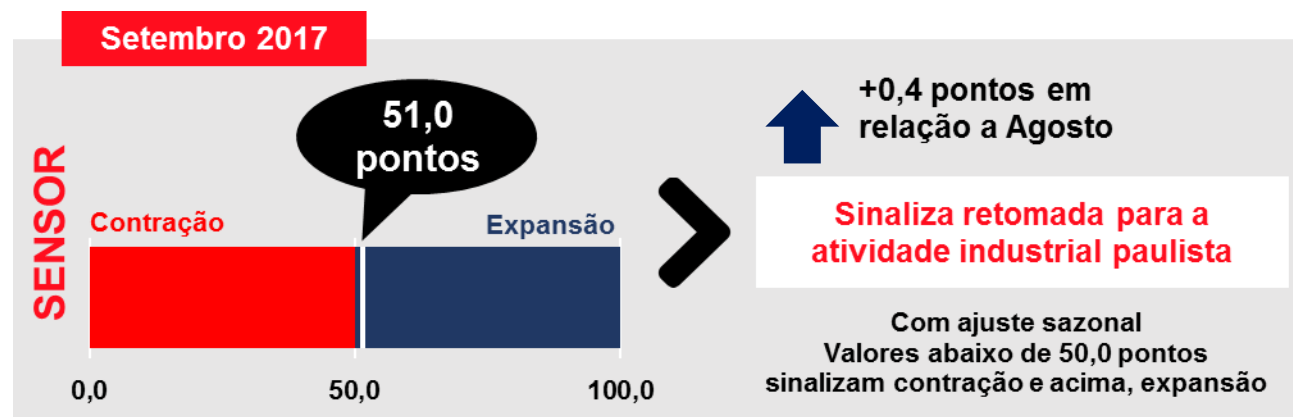 Setembro 2017
SENSOR
51,0
pontos
Contração
Expansão
0,0
50,0
100,0
+0,4 pontos em
relação a Agosto
Sinaliza retomada para a
atividade industrial paulista
Com ajuste sazonal
Valores abaixo de 50,0 pontos
sinalizam contração e acima, expansão